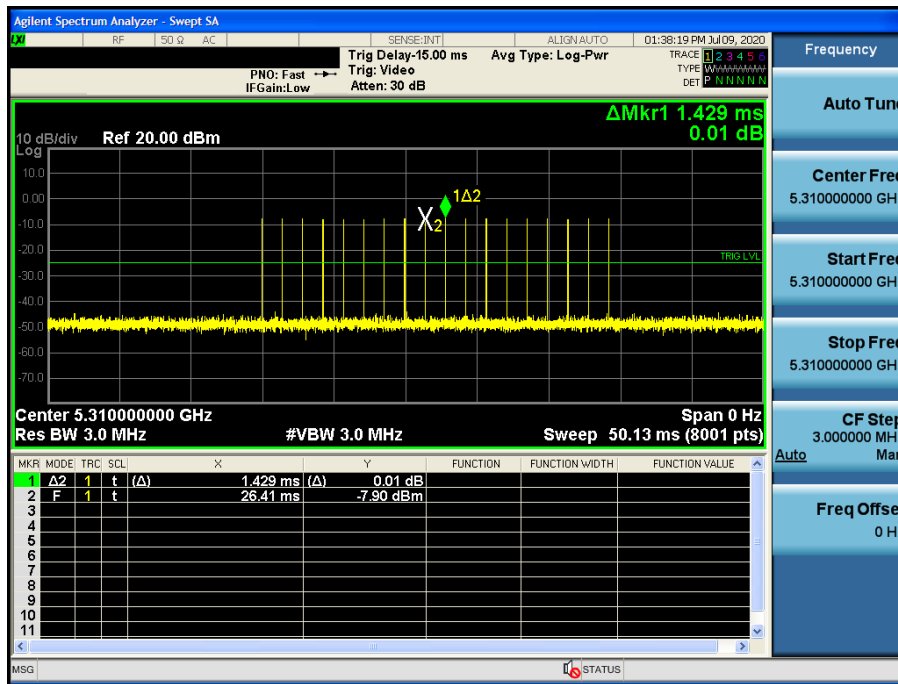 Agilent Spectrum Analyzer - Swept SA
LXI RF 50 Ω AC SENSE:INT ALIGN AUTO 01:38:19 PM Jul 09, 2020
Trig Delay-15.00 ms Avg Type: Log-Pwr TRACE 1 2 3 4 5 6
PNO: Fast Trig: Video TYPE WWWWWW
IFGain:Low Atten: 30 dB DET P N N N N N
Frequency
Auto Tune
Center Freq
5.310000000 GH
Start Freq
5.310000000 GH
Stop Freq
5.310000000 GH
CF Step
3.000000 MH
Auto Man
Freq Offse
0 H
ΔMkr1 1.429 ms
0.01 dB
10 dB/div Ref 20.00 dBm
Log
10.0
0.00
-10.0
-20.0
-30.0
-40.0
-50.0
-60.0
-70.0
1Δ2
X2
TRIG LVL
Center 5.310000000 GHz Span 0 Hz
Res BW 3.0 MHz #VBW 3.0 MHz Sweep 50.13 ms (8001 pts)
MKR MODE TRC SCL X Y FUNCTION FUNCTION WIDTH FUNCTION VALUE
1 Δ2 1 t (Δ) 1.429 ms (Δ) 0.01 dB
2 F 1 t 26.41 ms -7.90 dBm
3
4
5
6
7
8
9
10
11
MSG STATUS